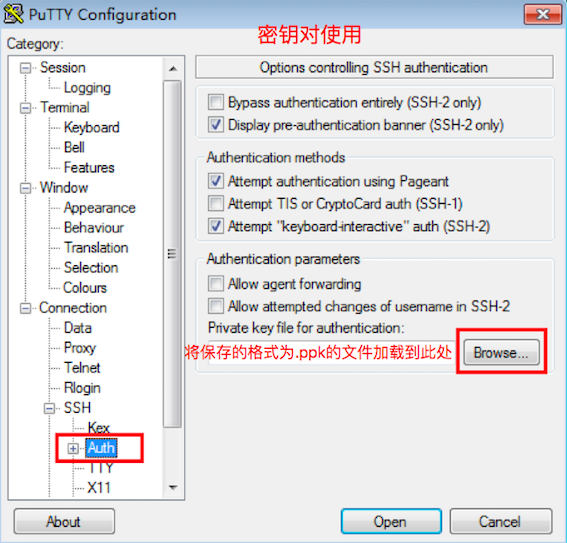 PuTTY Configuration
密钥对使用
Category:
Session
Logging
Terminal
Keyboard
Bell
Features
Window
Appearance
Behaviour
Translation
Selection
Colours
Connection
Data
Proxy
Telnet
Rlogin
SSH
Kex
Auth
TTY
X11
Options controlling SSH authentication
Bypass authentication entirely (SSH-2 only)
Display pre-authentication banner (SSH-2 only)
Authentication methods
Attempt authentication using Pageant
Attempt TIS or CryptoCard auth (SSH-1)
Attempt "keyboard-interactive" auth (SSH-2)
Authentication parameters
Allow agent forwarding
Allow attempted changes of username in SSH-2
Private key file for authentication:
将保存的格式为.ppk的文件加载到此处
Browse...
About
Open
Cancel